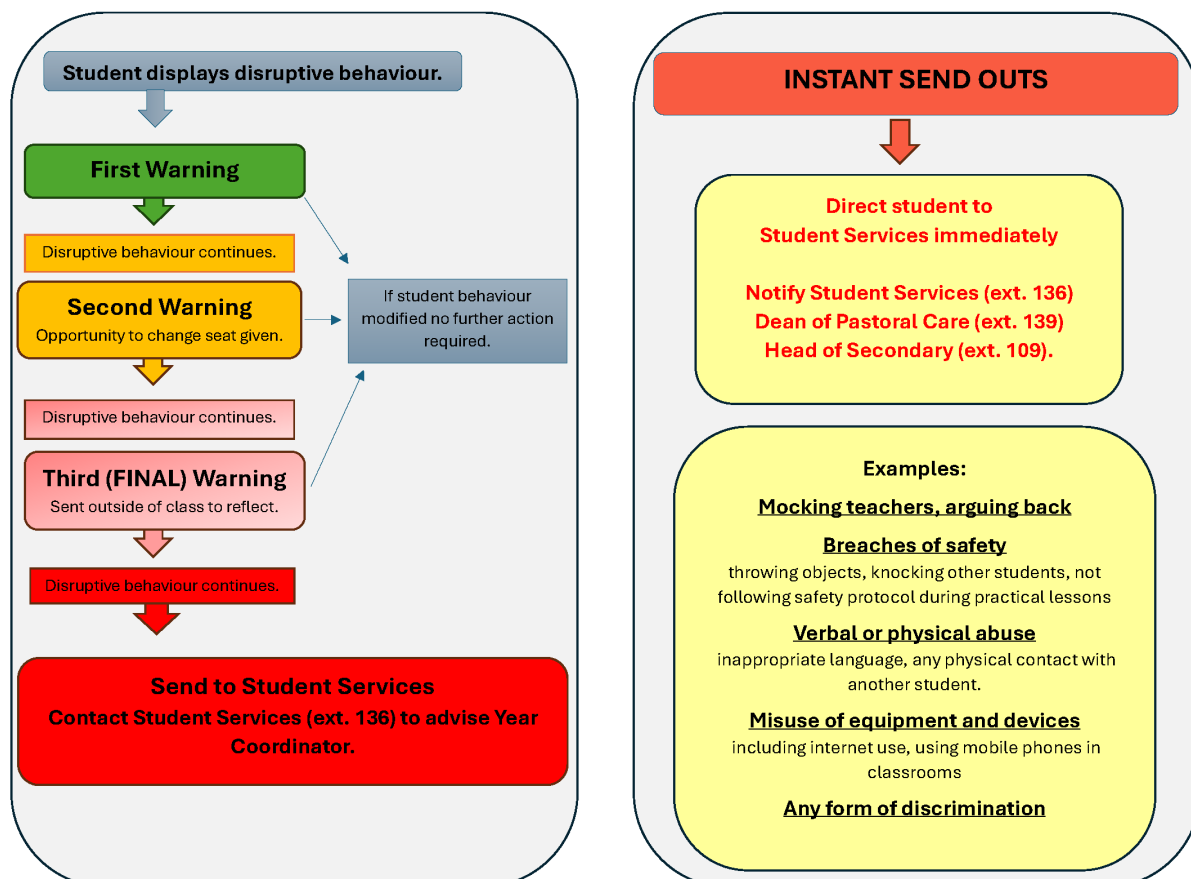 Student displays disruptive behaviour.
First Warning
Disruptive behaviour continues.
Second Warning
Opportunity to change seat given.
If student behaviour
modified no further action
required.
Disruptive behaviour continues.
Third (FINAL) Warning
Sent outside of class to reflect.
Disruptive behaviour continues.
Send to Student Services
Contact Student Services (ext. 136) to advise Year
Coordinator.
INSTANT SEND OUTS
Direct student to
Student Services immediately
Notify Student Services (ext. 136)
Dean of Pastoral Care (ext. 139)
Head of Secondary (ext. 109).
Examples:
Mocking teachers, arguing back
Breaches of safety
throwing objects, knocking other students, not
following safety protocol during practical lessons
Verbal or physical abuse
inappropriate language, any physical contact with
another student.
Misuse of equipment and devices
including internet use, using mobile phones in
classrooms
Any form of discrimination